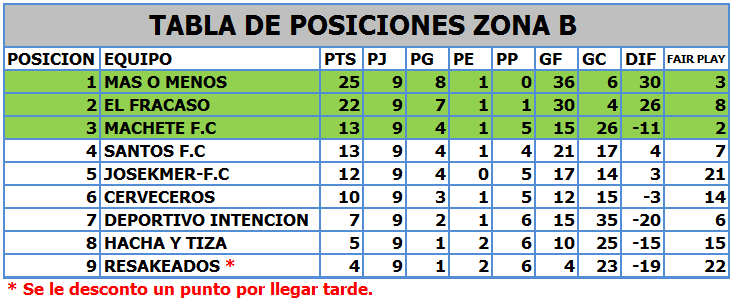 TABLA DE POSICIONES ZONA B
POSICION EQUIPO PTS PJ PG PE PP GF GC DIF FAIR PLAY
1 MAS O MENOS 25 9 8 1 0 36 6 30 3
2 EL FRACASO 22 9 7 1 1 30 4 26 8
3 MACHETE F.C 13 9 4 1 5 15 26 -11 2
4 SANTOS F.C 13 9 4 1 4 21 17 4 7
5 JOSEKMER-F.C 12 9 4 0 5 17 14 3 21
6 CERVECEROS 10 9 3 1 5 12 15 -3 14
7 DEPORTIVO INTENCION 7 9 2 1 6 15 35 -20 6
8 HACHA Y TIZA 5 9 1 2 6 10 25 -15 15
9 RESAKEADOS * 4 9 1 2 6 4 23 -19 22
* Se le desconto un punto por llegar tarde.